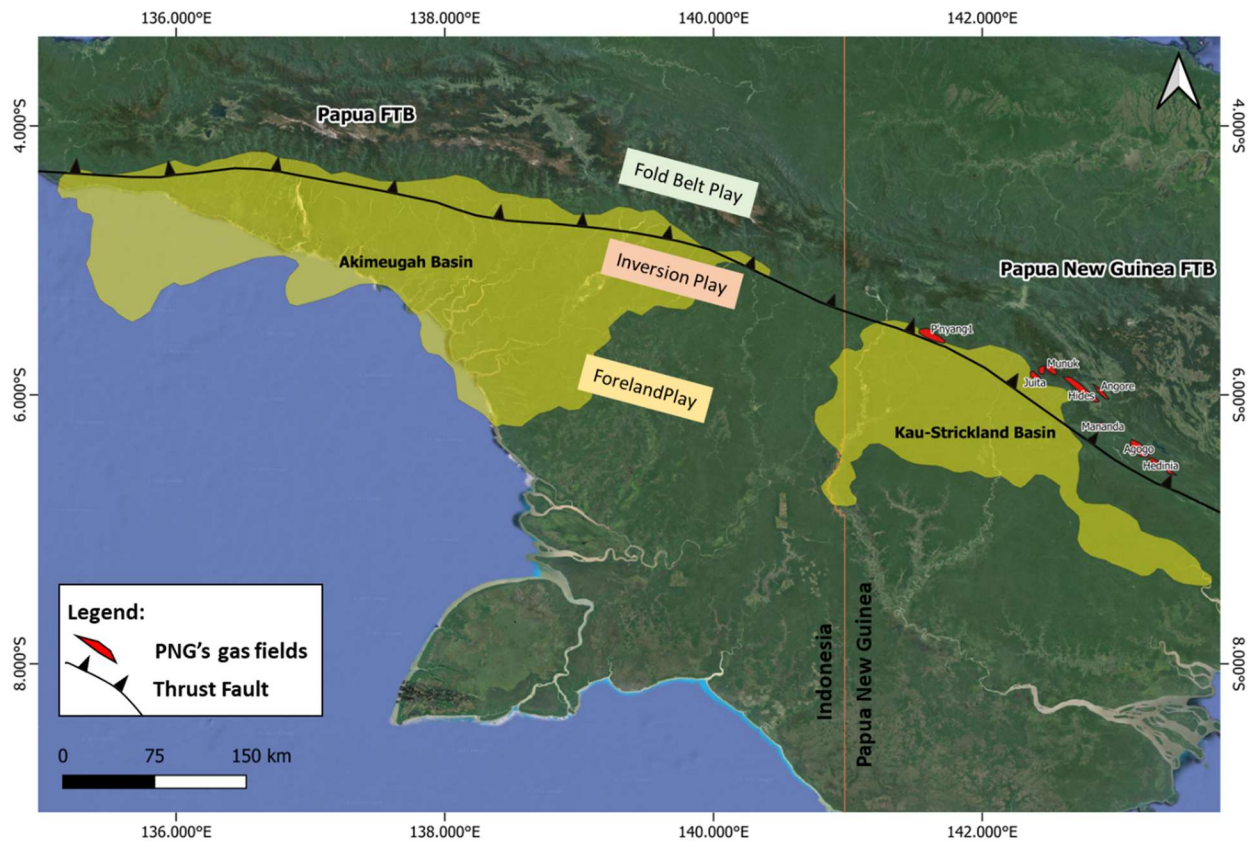 136.000°E 138.000°E 140.000°E 142.000°E
4.000°S
4.000°S
Papua FTB
Fold Belt Play
Akimeugah Basin
Inversion Play
Papua New Guinea FTB
P'nyang-1
Munuk
Juita
Hides
Angore
6.000°S
6.000°S
ForelandPlay
Kau-Strickland Basin
Mananda
Agogo
Hedinia
Legend:
PNG's gas fields
Thrust Fault
Indonesia
Papua New Guinea
8.000°S
8.000°S
0 75 150 km
136.000°E 138.000°E 140.000°E 142.000°E